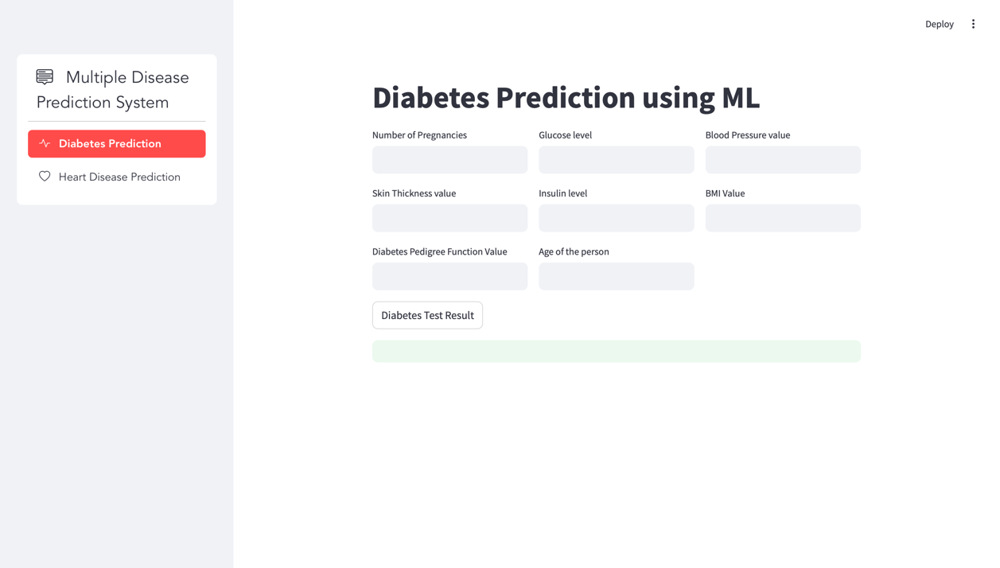 Deploy
Multiple Disease
Prediction System
Diabetes Prediction
Heart Disease Prediction
Diabetes Prediction using ML
Number of Pregnancies
Glucose level
Blood Pressure value
Skin Thickness value
Insulin level
BMI Value
Diabetes Pedigree Function Value
Age of the person
Diabetes Test Result